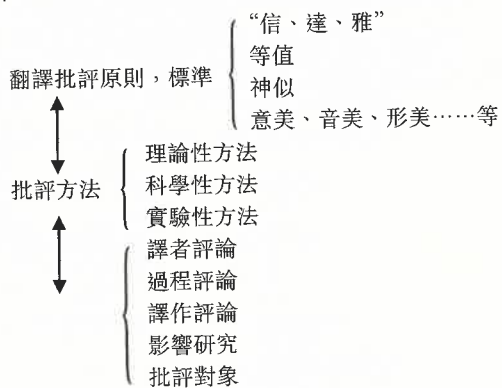 “信、達、雅”
等值
翻譯批評原則，標準
神似
意美、音美、形美……等
理論性方法
批評方法
科學性方法
實驗性方法
譯者評論
過程評論
譯作評論
影響研究
批評對象